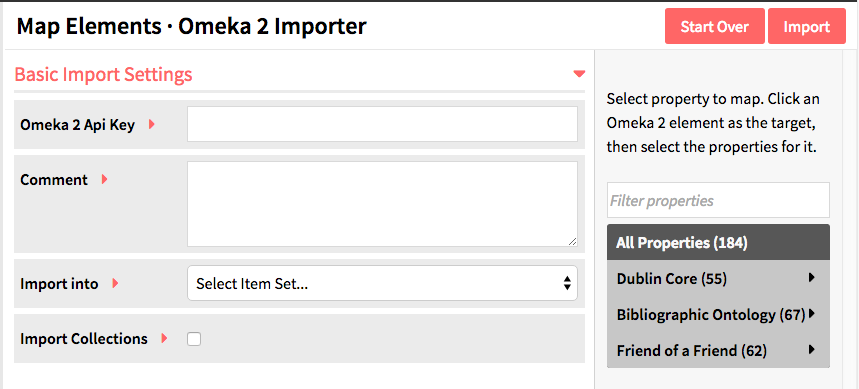 Map Elements · Omeka 2 Importer
Start Over
Import
Basic Import Settings
Omeka 2 Api Key
Comment
Import into
Select Item Set...
Import Collections
Select property to map. Click an
Omeka 2 element as the target,
then select the properties for it.
Filter properties
All Properties (184)
Dublin Core (55)
Bibliographic Ontology (67)
Friend of a Friend (62)